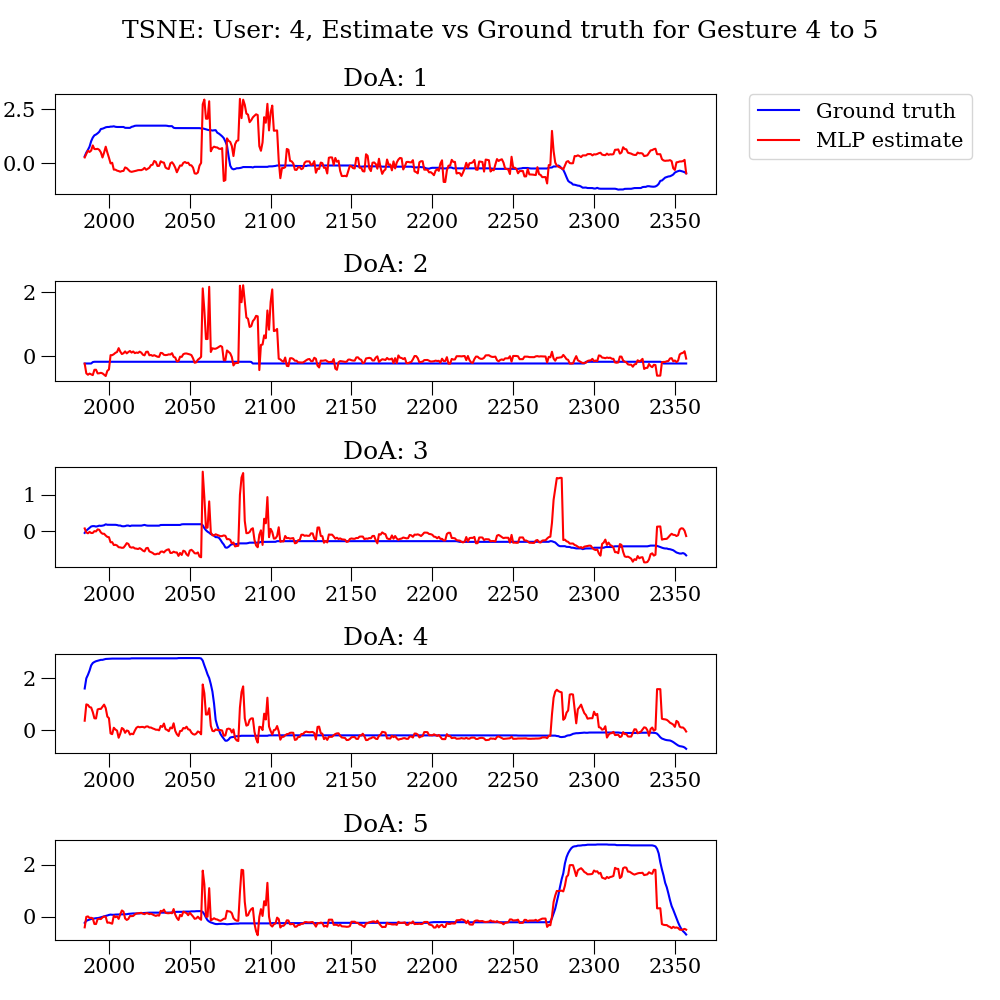 TSNE: User: 4, Estimate vs Ground truth for Gesture 4 to 5
DoA: 1
Ground truth
MLP estimate
2.5
0.0
2000 2050 2100 2150 2200 2250 2300 2350
DoA: 2
2
0
2000 2050 2100 2150 2200 2250 2300 2350
DoA: 3
1
0
2000 2050 2100 2150 2200 2250 2300 2350
DoA: 4
2
0
2000 2050 2100 2150 2200 2250 2300 2350
DoA: 5
2
0
2000 2050 2100 2150 2200 2250 2300 2350